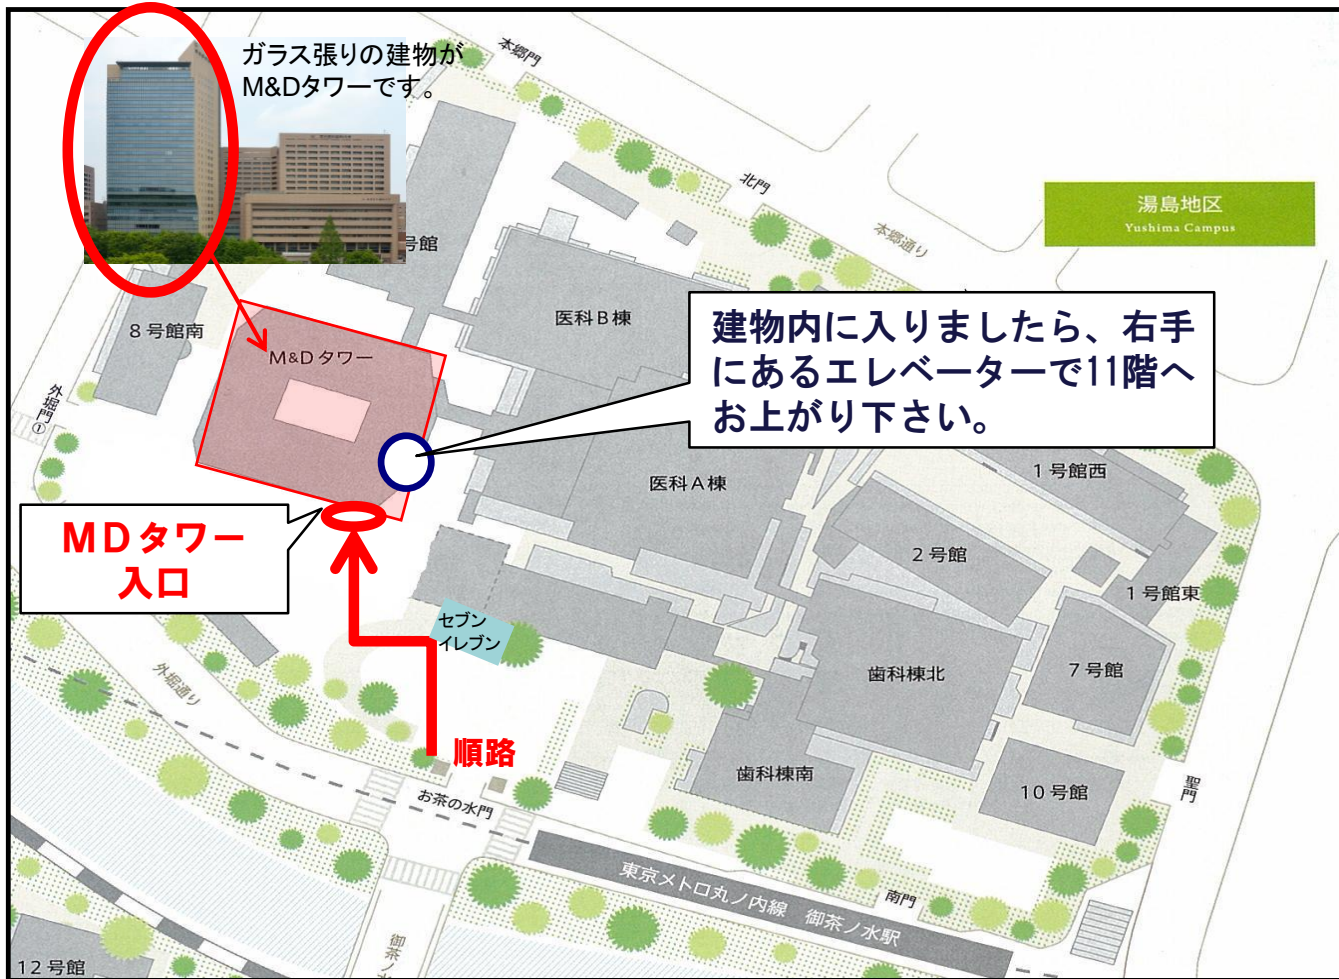 ガラス張りの建物が
M&Dタワーです。
本郷門
北門
本郷通り
湯島地区
Yushima Campus
号館
8号館南
M&Dタワー
医科B棟
建物内に入りましたら、右手
にあるエレベーターで11階へ
お上がり下さい。
外堀門①
医科A棟
1号館西
MDタワー
入口
2号館
1号館東
セブン
イレブン
外堀通り
歯科棟北
7号館
順路
歯科棟南
10号館
聖門
お茶の水門
東京メトロ丸ノ内線 御茶ノ水駅
南門
御茶ノ
12号館